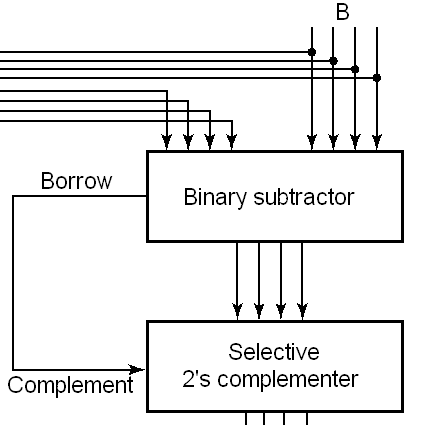 B
Borrow
Binary subtractor
Selective
2's complementer
Complement